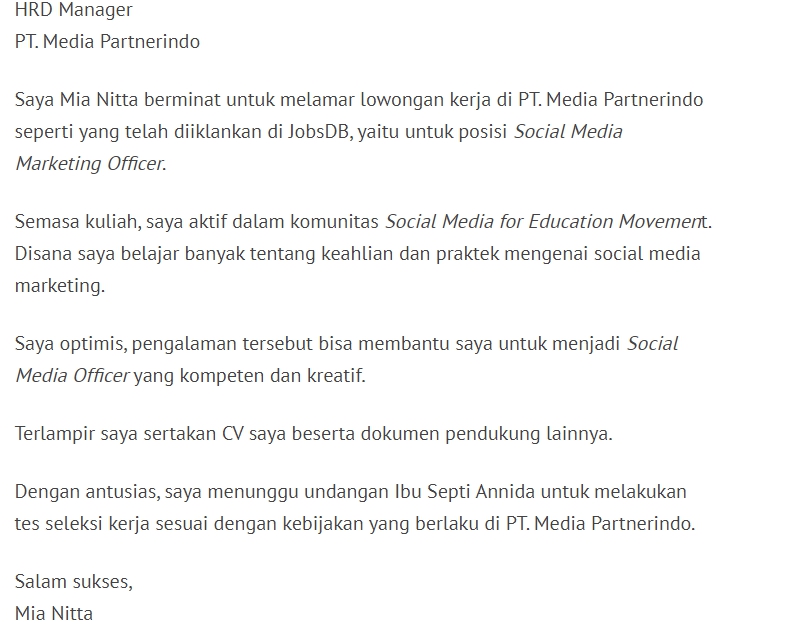 HRD Manager
PT. Media Partnerindo
Saya Mia Nitta berminat untuk melamar lowongan kerja di PT. Media Partnerindo
seperti yang telah diiklankan di JobsDB, yaitu untuk posisi Social Media
Marketing Officer.
Semasa kuliah, saya aktif dalam komunitas Social Media for Education Movement.
Disana saya belajar banyak tentang keahlian dan praktek mengenai social media
marketing.
Saya optimis, pengalaman tersebut bisa membantu saya untuk menjadi Social
Media Officer yang kompeten dan kreatif.
Terlampir saya sertakan CV saya beserta dokumen pendukung lainnya.
Dengan antusias, saya menunggu undangan Ibu Septi Annida untuk melakukan
tes seleksi kerja sesuai dengan kebijakan yang berlaku di PT. Media Partnerindo.
Salam sukses,
Mia Nitta